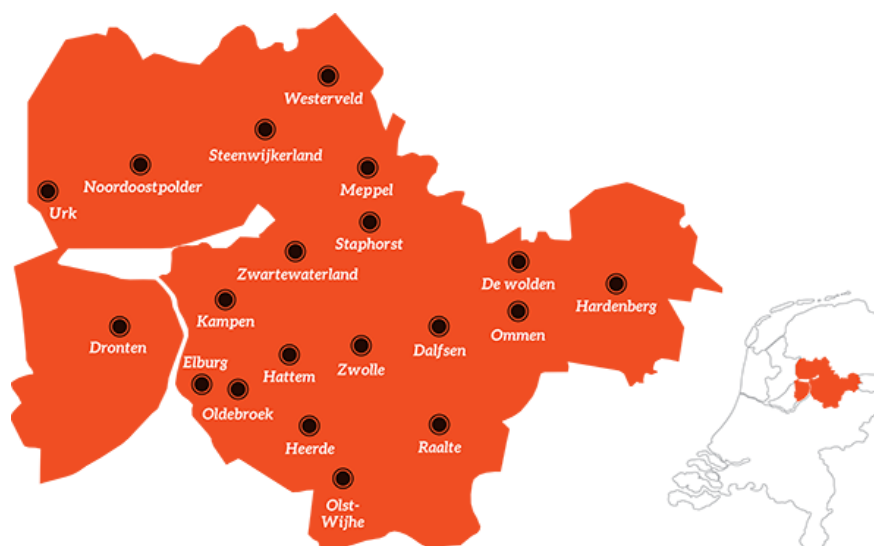 Westerveld
Steenwijkerland
Meppel
Noordoostpolder
Urk
Staphorst
Zwartewaterland
De wolden
Hardenberg
Kampen
Ommen
Dronten
Dalfsen
Zwolle
Elburg
Hattem
Oldebroek
Heerde
Raalte
Olst-
Wijhe